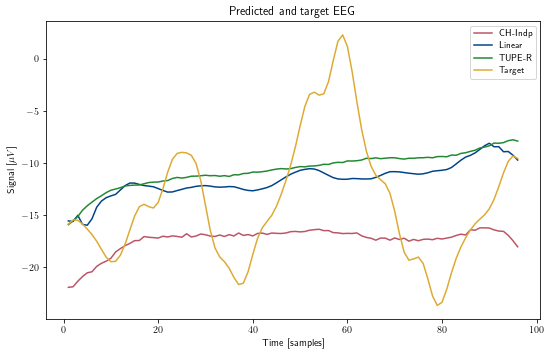 Predicted and target EEG
CH-Indp
Linear
TUPE-R
Target
Signal [μV]
0
−5
−10
−15
−20
0 20 40 60 80 100
Time [samples]